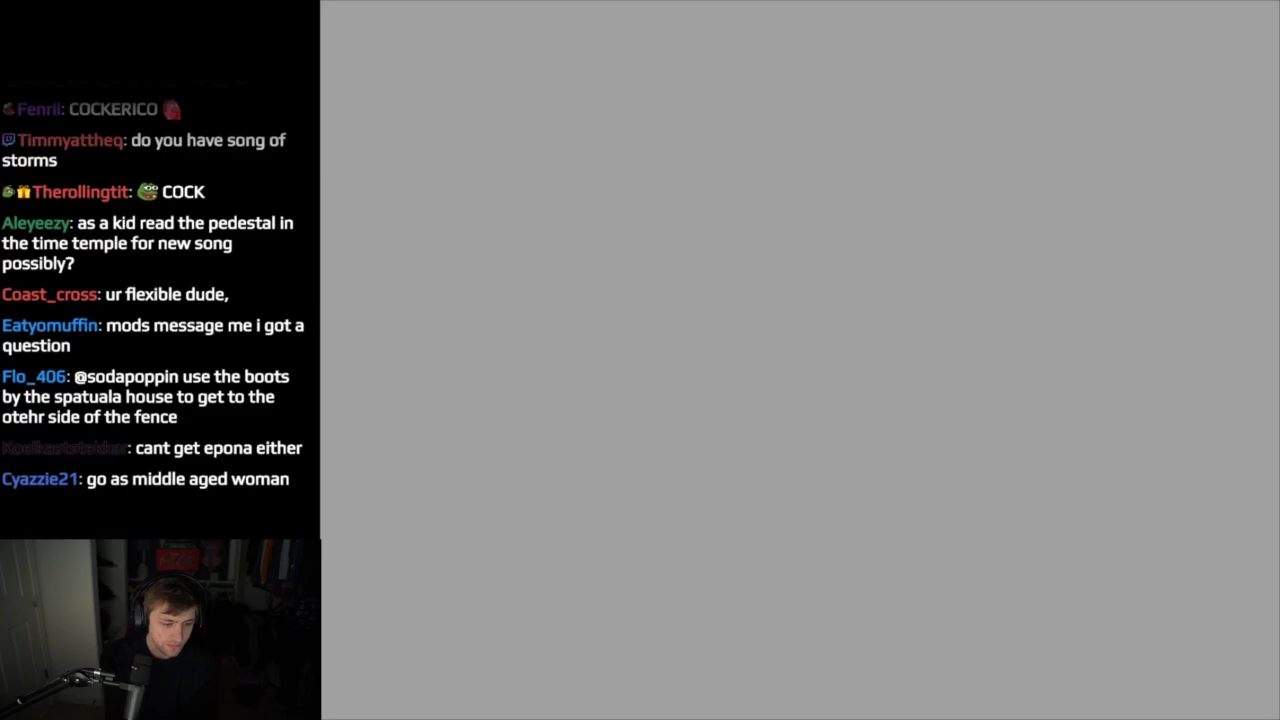 Fenrii: COCKERICO
Timmyattheq: do you have song of
storms
Therollingtit: COCK
Aleyeezy: as a kid read the pedestal in
the time temple for new song
possibly?
Coast_cross: ur flexible dude,
Eatyomuffin: mods message me i got a
question
Flo_406: @sodapoppin use the boots
by the spatuala house to get to the
otehr side of the fence
: cant get epona either
Cyazzie21: go as middle aged woman